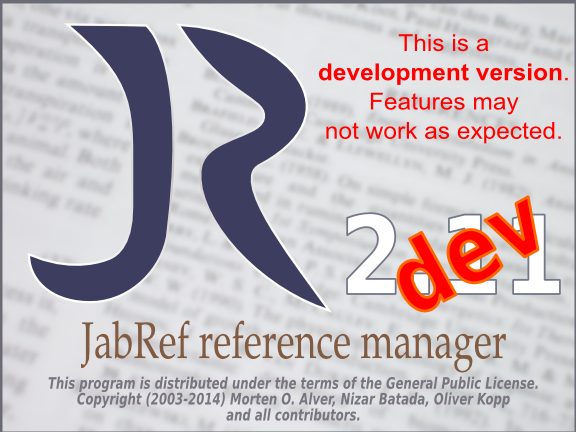 This is a
development version.
Features may
not work as expected.
JR
2.11
dev
JabRef reference manager
This program is distributed under the terms of the General Public License.
Copyright (2003-2014) Morten O. Alver, Nizar Batada, Oliver Kopp
and all contributors.